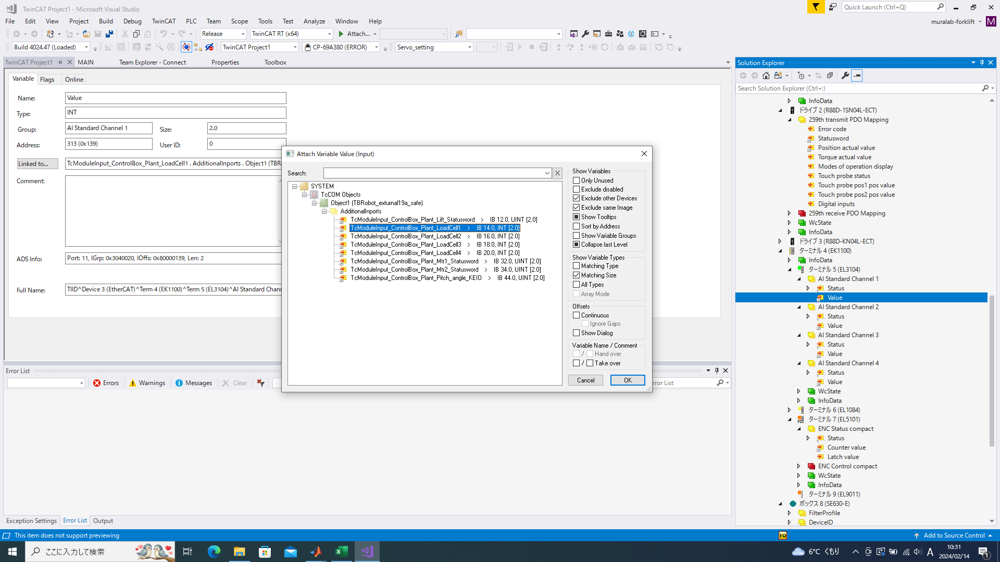 TwinCAT Project1 - Microsoft Visual Studio
Quick Launch (Ctrl+Q)
File Edit View Project Build Debug TwinCAT PLC Team Scope Tools Test Analyze Window Help
muralab-forklift M
Release TwinCAT RT (x64) Attach...
Build 4024.47 (Loaded) TwinCAT Project1 CP-69A380 (ERROR) Servo_setting
TwinCAT Project1 MAIN Team Explorer - Connect Properties Toolbox
Variable Flags Online
Name: Value
Type: INT
Group: AI Standard Channel 1 Size: 2.0
Address: 313 (0x139) User ID: 0
Linked to... TcModuleInput_ControlBox_Plant_LoadCell1 . AdditionalInports . Object1 (TBR
Comment:
ADS Info: Port: 11, IGrp: 0x3040020, IOffs: 0x80000139, Len: 2
Full Name: TIID^Device 3 (EtherCAT)^Term 4 (EK1100)^Term 5 (EL3104)^AI Standard Chann
Attach Variable Value (Input)
Search: X
SYSTEM
TcCOM Objects
Object1 (TBRobot_exturnal19a_safe)
AdditionalInports
TcModuleInput_ControlBox_Plant_Lift_Statusword > IB 12.0, UINT [2.0]
TcModuleInput_ControlBox_Plant_LoadCell1 > IB 14.0, INT [2.0]
TcModuleInput_ControlBox_Plant_LoadCell2 > IB 16.0, INT [2.0]
TcModuleInput_ControlBox_Plant_LoadCell3 > IB 18.0, INT [2.0]
TcModuleInput_ControlBox_Plant_LoadCell4 > IB 20.0, INT [2.0]
TcModuleInput_ControlBox_Plant_Mtr1_Statusword > IB 32.0, UINT [2.0]
TcModuleInput_ControlBox_Plant_Mtr2_Statusword > IB 34.0, UINT [2.0]
TcModuleInput_ControlBox_Plant_Pitch_angle_KEIO > IB 44.0, UINT [2.0]
Show Variables
Only Unused
Exclude disabled
Exclude other Devices
Exclude same Image
Show Tooltips
Sort by Address
Show Variable Groups
Collapse last Level
Show Variable Types
Matching Type
Matching Size
All Types
Array Mode
Offsets
Continuous
Ignore Gaps
Show Dialog
Variable Name / Comment
/ Hand over
/ Take over
Cancel OK
Error List
Errors Warnings Messages Clear rror List
Exception Settings Error List Output
Solution Explorer
Search Solution Explorer (Ctrl+:)
InfoData
ドライブ 2 (R88D-1SN04L-ECT)
259th transmit PDO Mapping
Error code
Statusword
Position actual value
Torque actual value
Modes of operation display
Touch probe status
Touch probe pos1 pos value
Touch probe pos2 pos value
Digital inputs
259th receive PDO Mapping
WcState
InfoData
ドライブ 3 (R88D-KN04L-ECT)
ターミナル 4 (EK1100)
InfoData
ターミナル 5 (EL3104)
AI Standard Channel 1
Status
Value
AI Standard Channel 2
Status
Value
AI Standard Channel 3
Status
Value
AI Standard Channel 4
Status
Value
WcState
InfoData
ターミナル 6 (EL1084)
ターミナル 7 (EL5101)
ENC Status compact
Status
Counter value
Latch value
ENC Control compact
WcState
InfoData
ターミナル 9 (EL9011)
ボックス 8 (SE630-E)
FilterProfile
DeviceID
This item does not support previewing
Add to Source Control
ここに入力して検索
6°C くもり
A
10:31
2024/02/14
1